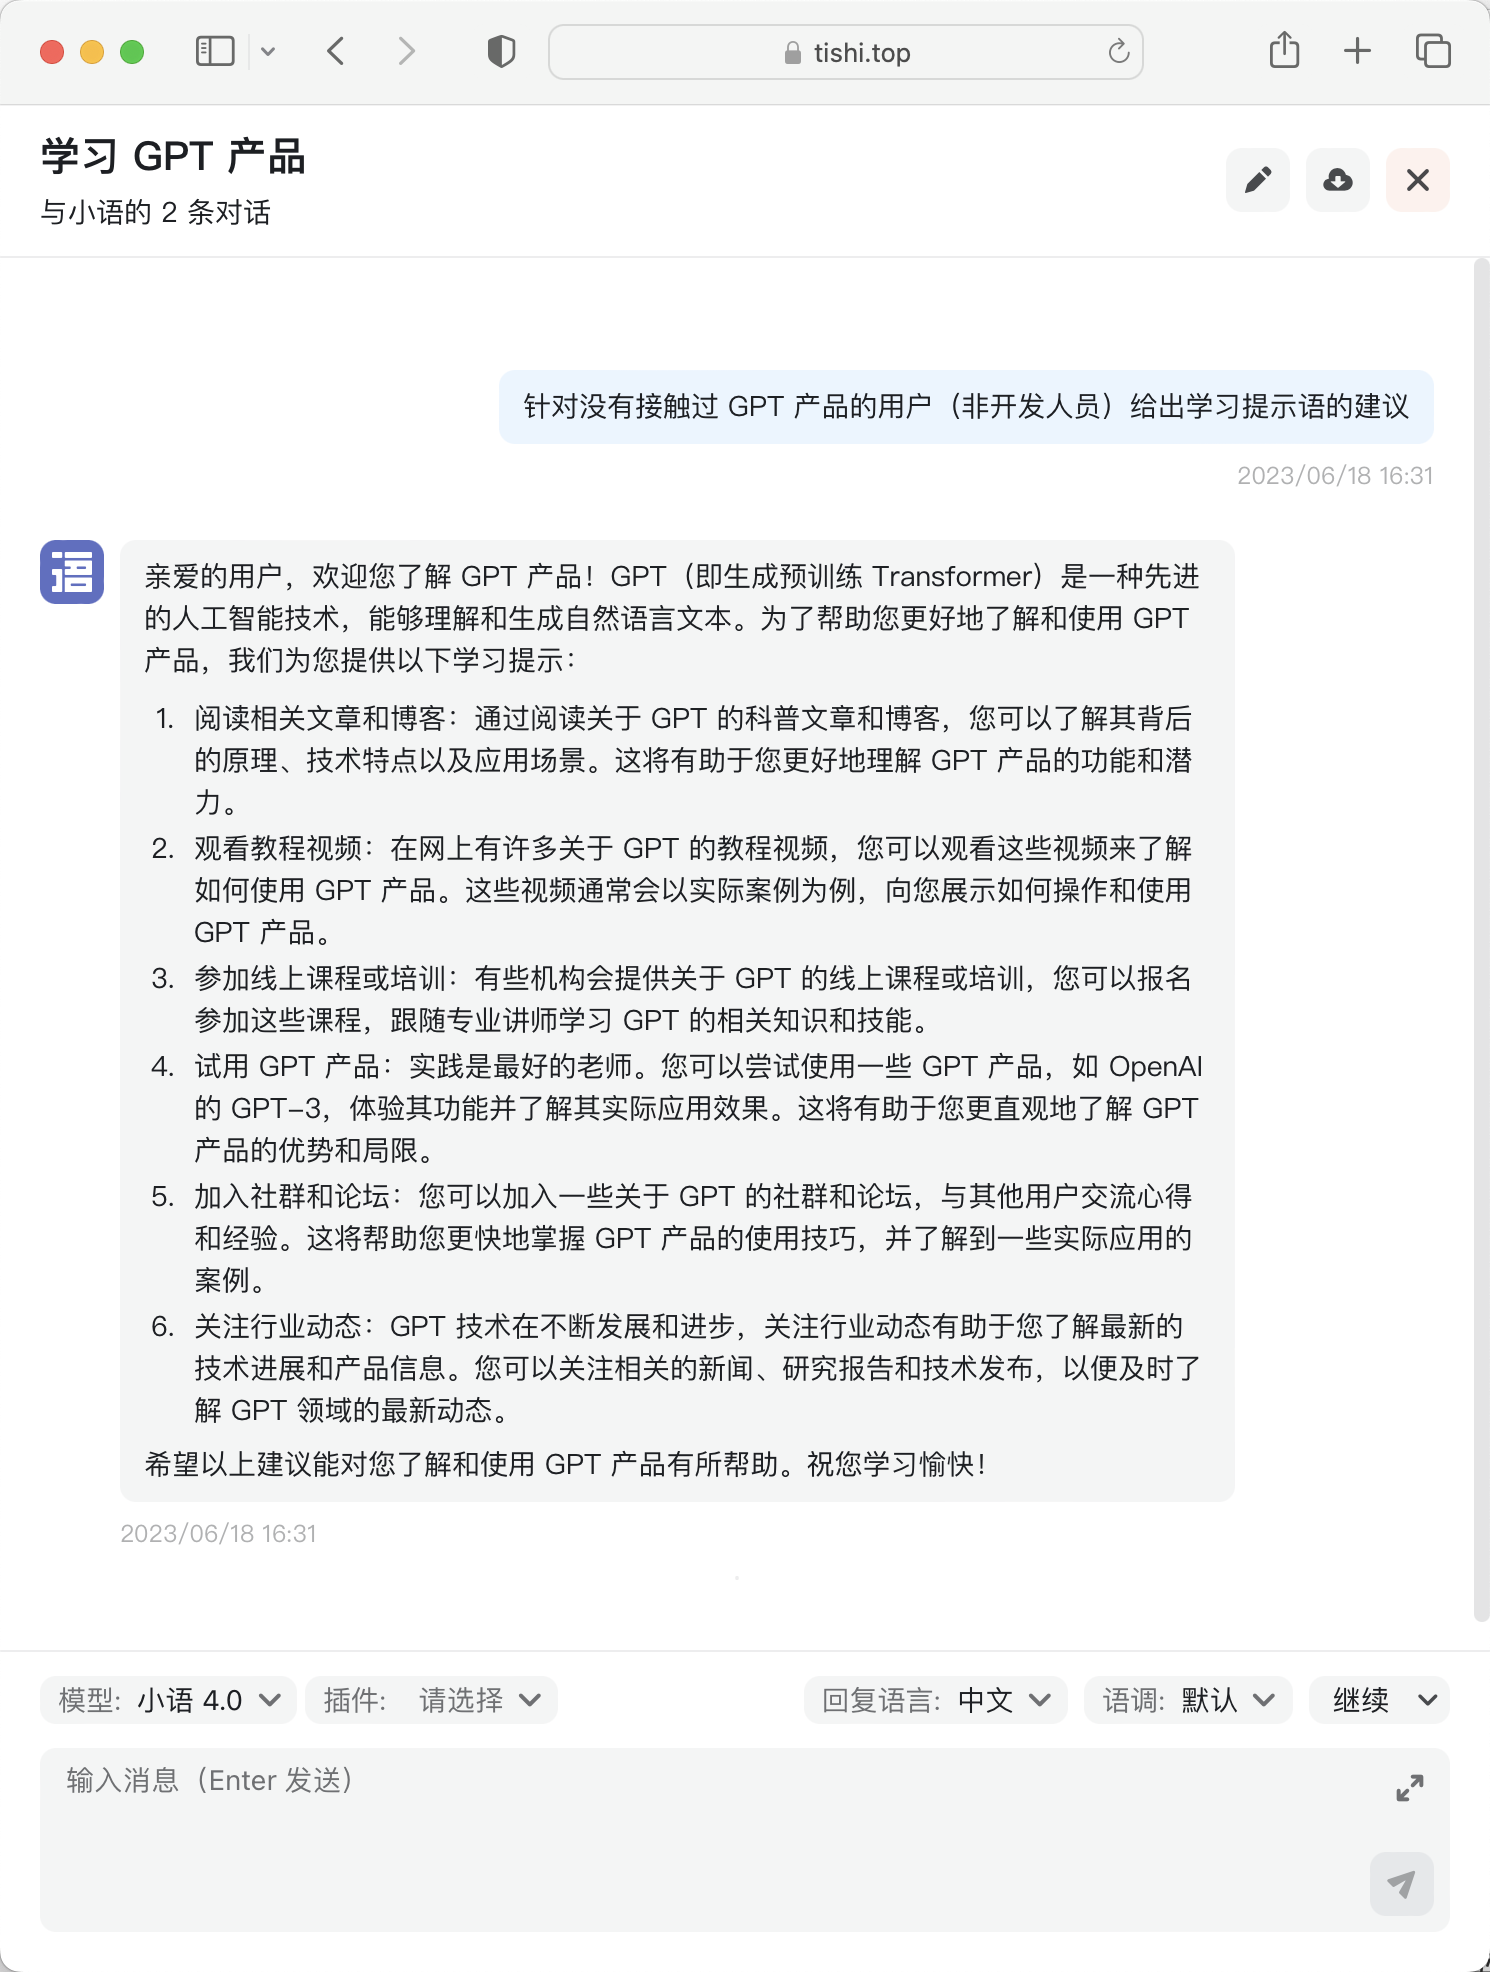 tishi.top
学习 GPT 产品
与小语的 2 条对话
针对没有接触过 GPT 产品的用户（非开发人员）给出学习提示语的建议
2023/06/18 16:31
语
亲爱的用户，欢迎您了解 GPT 产品！GPT（即生成预训练 Transformer）是一种先进
的人工智能技术，能够理解和生成自然语言文本。为了帮助您更好地了解和使用 GPT
产品，我们为您提供以下学习提示：
1. 阅读相关文章和博客：通过阅读关于 GPT 的科普文章和博客，您可以了解其背后
的原理、技术特点以及应用场景。这将有助于您更好地理解 GPT 产品的功能和潜
力。
2. 观看教程视频：在网上有许多关于 GPT 的教程视频，您可以观看这些视频来了解
如何使用 GPT 产品。这些视频通常会以实际案例为例，向您展示如何操作和使用
GPT 产品。
3. 参加线上课程或培训：有些机构会提供关于 GPT 的线上课程或培训，您可以报名
参加这些课程，跟随专业讲师学习 GPT 的相关知识和技能。
4. 试用 GPT 产品：实践是最好的老师。您可以尝试使用一些 GPT 产品，如 OpenAI
的 GPT-3，体验其功能并了解其实际应用效果。这将有助于您更直观地了解 GPT
产品的优势和局限。
5. 加入社群和论坛：您可以加入一些关于 GPT 的社群和论坛，与其他用户交流心得
和经验。这将帮助您更快地掌握 GPT 产品的使用技巧，并了解到一些实际应用的
案例。
6. 关注行业动态：GPT 技术在不断发展和进步，关注行业动态有助于您了解最新的
技术进展和产品信息。您可以关注相关的新闻、研究报告和技术发布，以便及时了
解 GPT 领域的最新动态。
希望以上建议能对您了解和使用 GPT 产品有所帮助。祝您学习愉快！
2023/06/18 16:31
模型: 小语 4.0 插件: 请选择 回复语言: 中文 语调: 默认 继续
输入消息（Enter 发送）